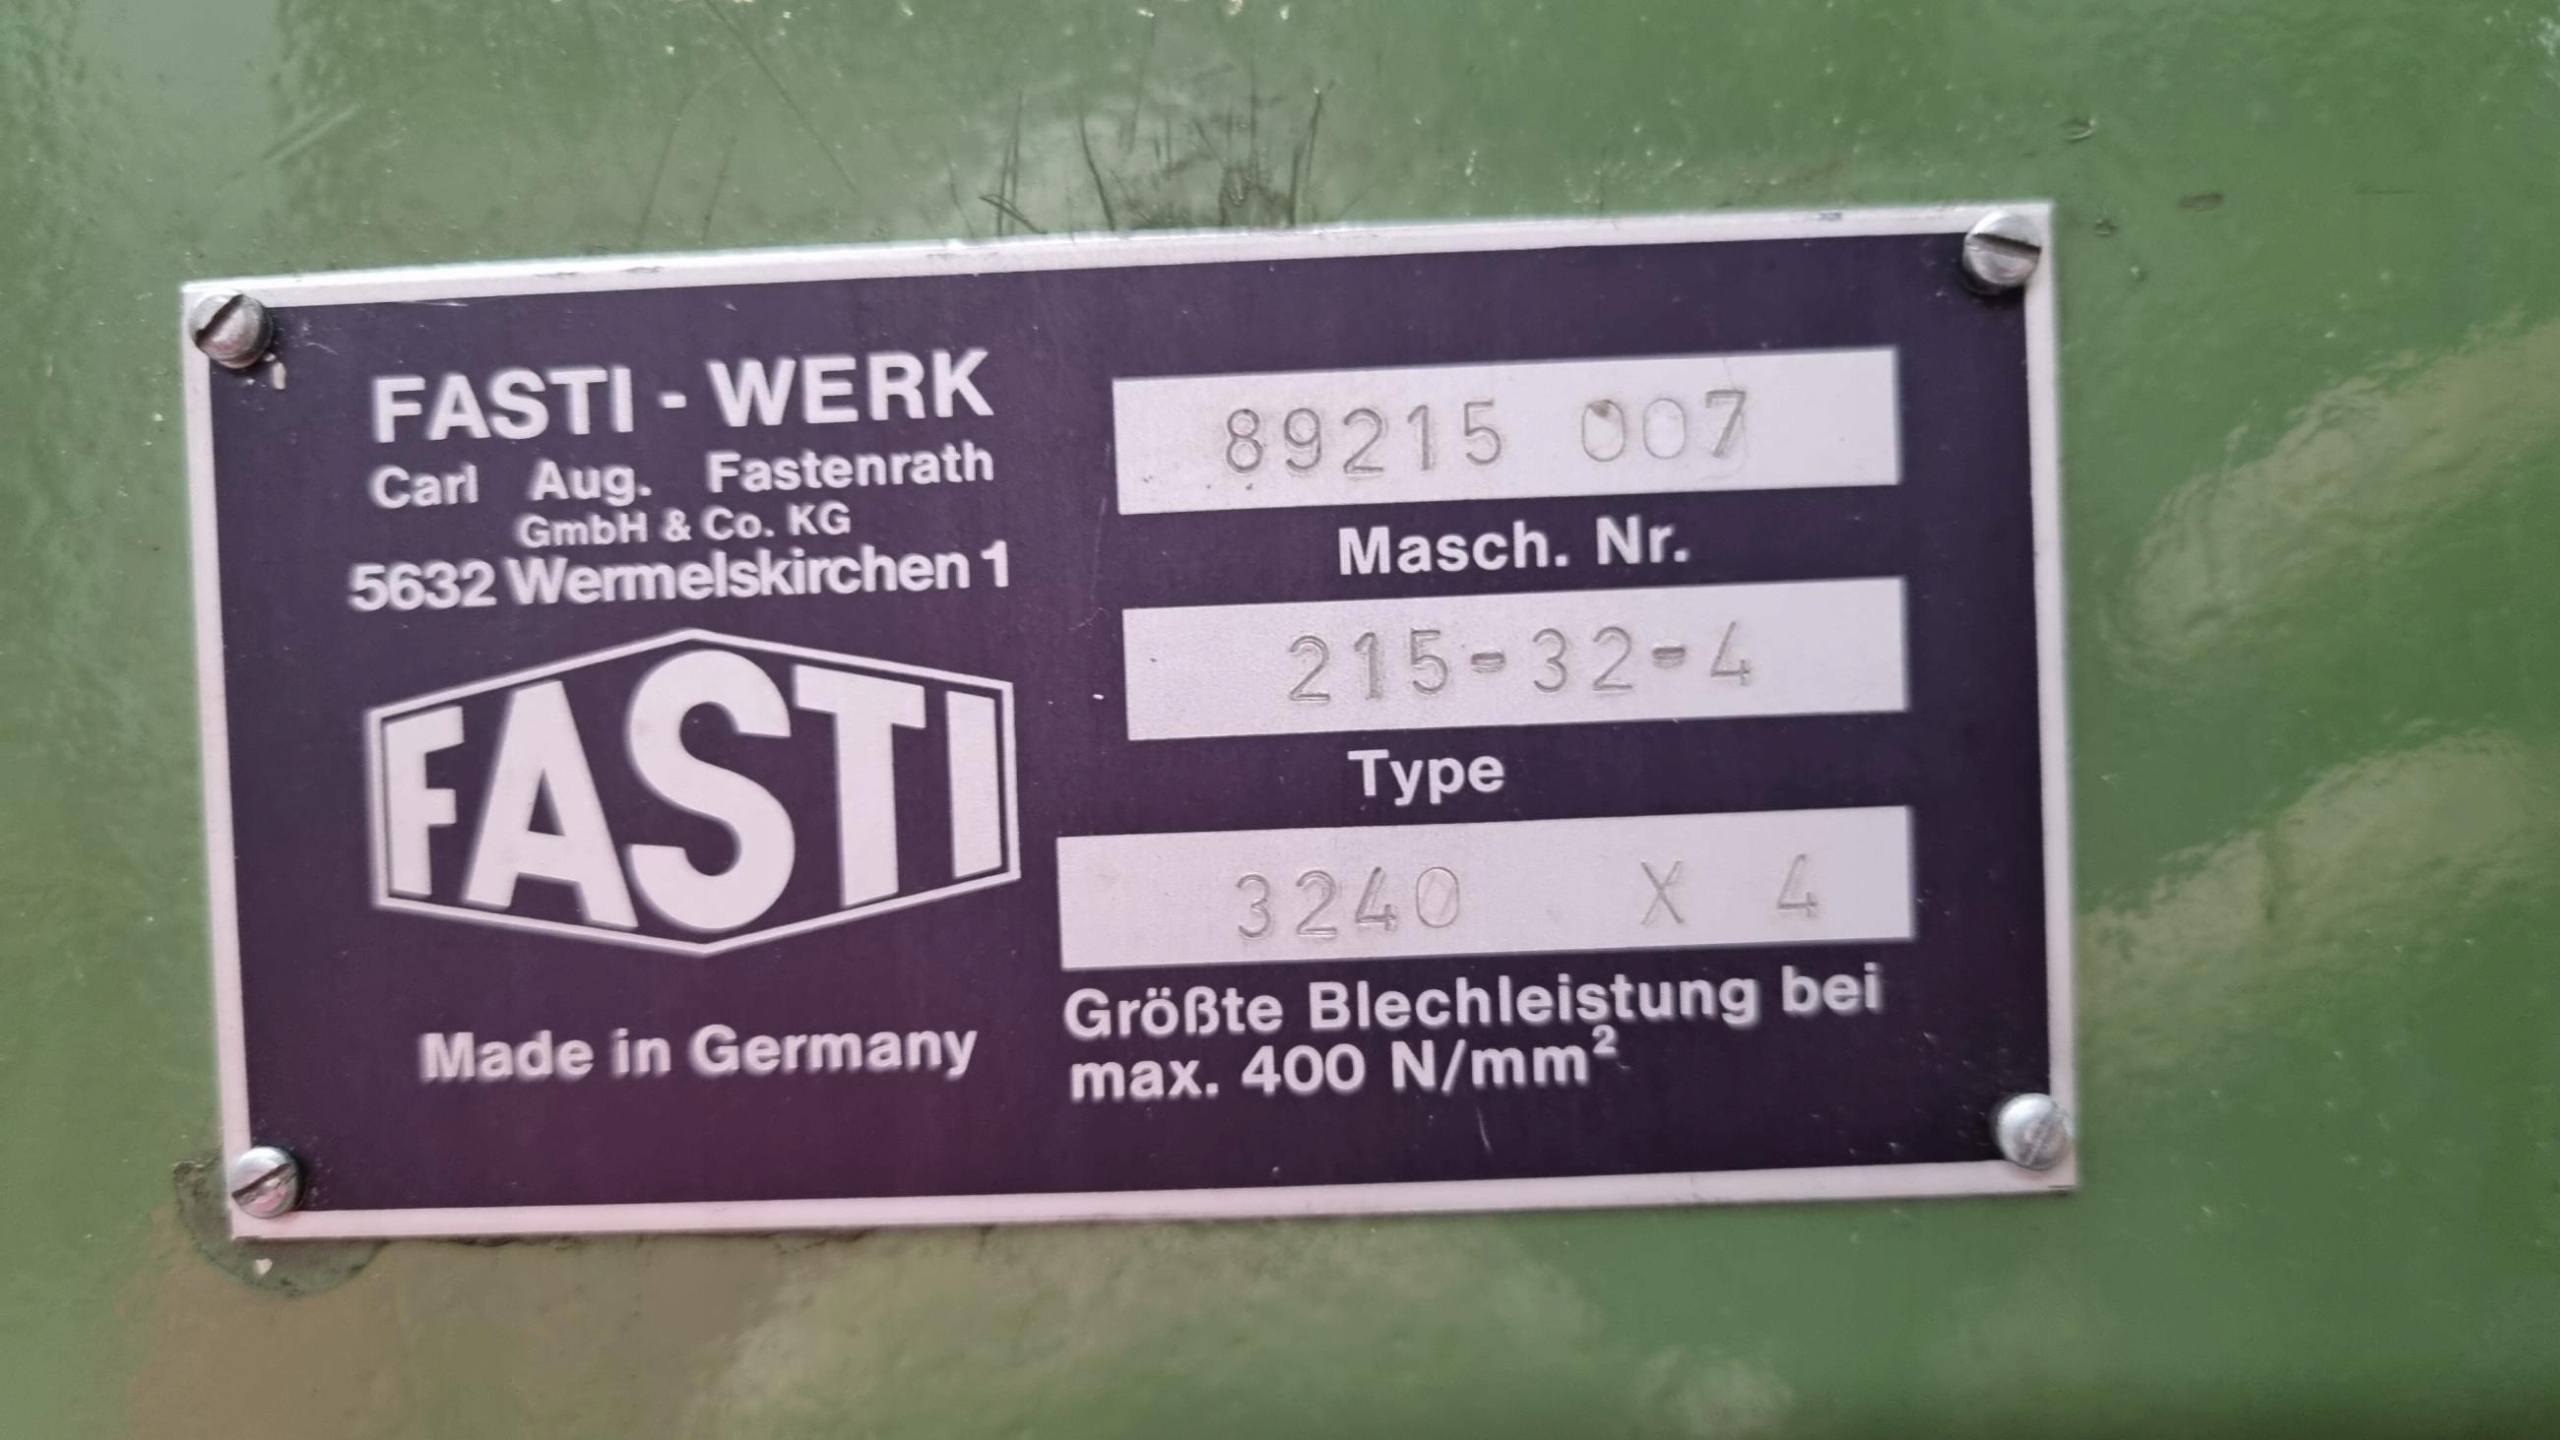 FASTI - WERK
Carl Aug. Fastenrath
GmbH & Co. KG
5632 Wermelskirchen 1
FASTI
Made in Germany
89215 007
Masch. Nr.
215-32-4
Type
3240 X 4
Größte Blechleistung bei
max. 400 N/mm²